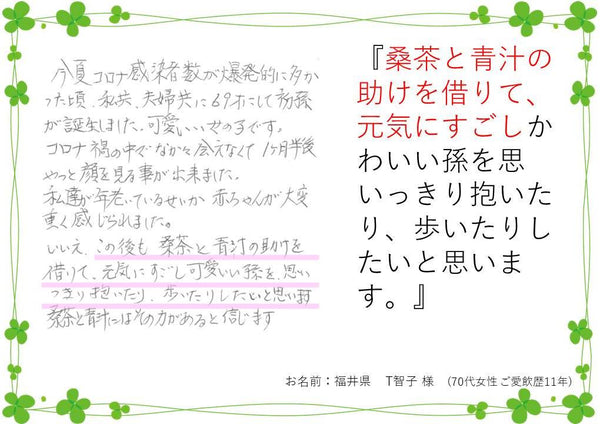 今夏コロナ感染者数が爆発的に多か
った頃、私共、夫婦共に69才にして初孫
が誕生しました。可愛いい女の子です。
コロナ禍の中でなかなか会えなくて1ヶ月半後
やっと顔を見る事が出来ました。
私達が年老いているせいか 赤ちゃんが大変
重く感じられました。
いいえ、この後も 桑茶と青汁の助けを
借りて、元気にすごし可愛いい孫を、思い
つきり抱いたり、歩いたりしたいと思います
桑茶と青汁にはその力があると信じます
『桑茶と青汁の
助けを借りて、
元気にすごしか
わいい孫を思
いっきり抱いた
り、歩いたりし
たいと思いま
す。』
お名前：福井県 T智子 様 (70代女性 ご愛飲歴11年)